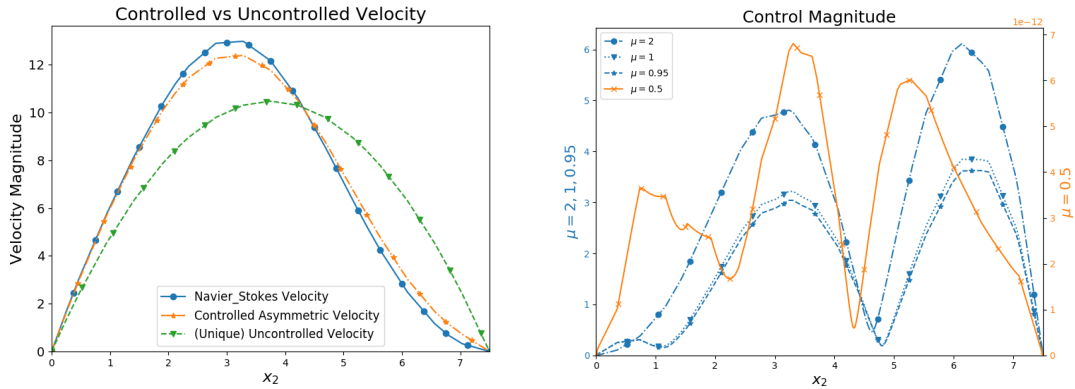 Controlled vs Uncontrolled Velocity
Velocity Magnitude
12
10
8
6
4
2
0
Navier_Stokes Velocity
Controlled Asymmetric Velocity
(Unique) Uncontrolled Velocity
0 1 2 3 4 5 6 7
x₂
Control Magnitude
1e−12
μ = 2, 1, 0.95
6
5
4
3
2
1
0
μ = 2
μ = 1
μ = 0.95
μ = 0.5
7
6
5
4
3
2
1
0
μ = 0.5
0 1 2 3 4 5 6 7
x₂